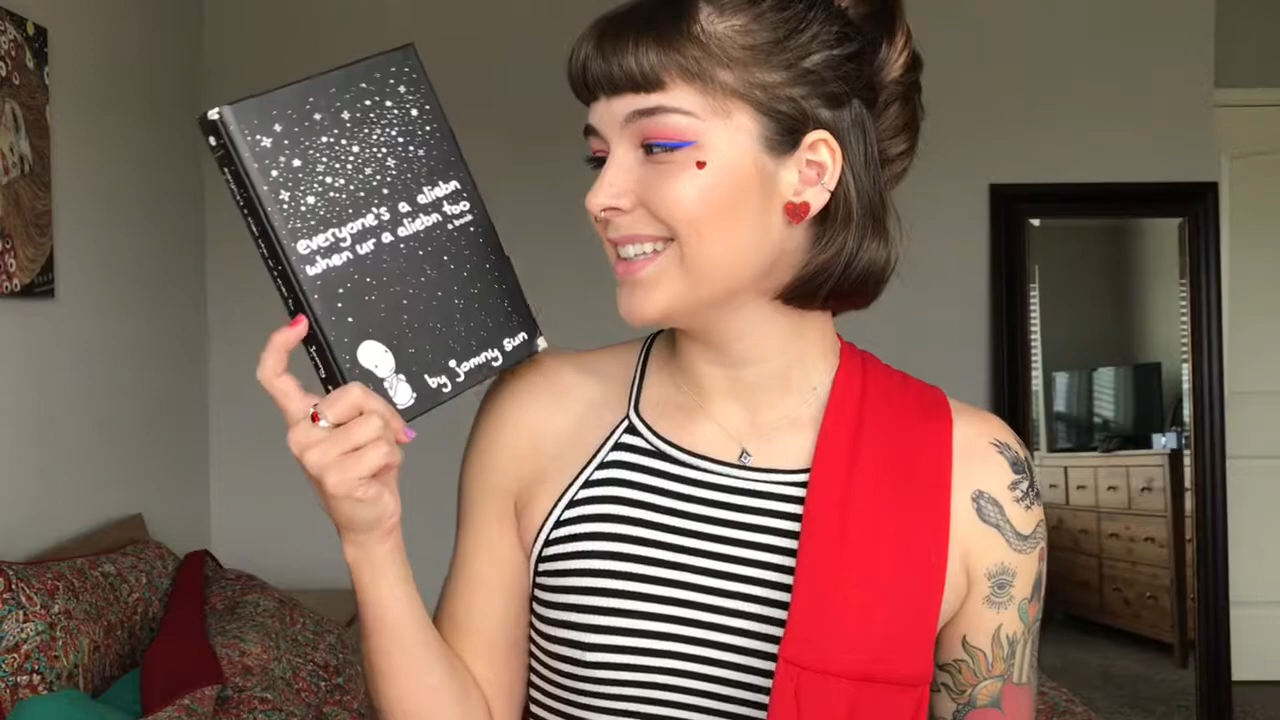 everyone's a aliebn
when ur a aliebn too
a book
by jomny sun